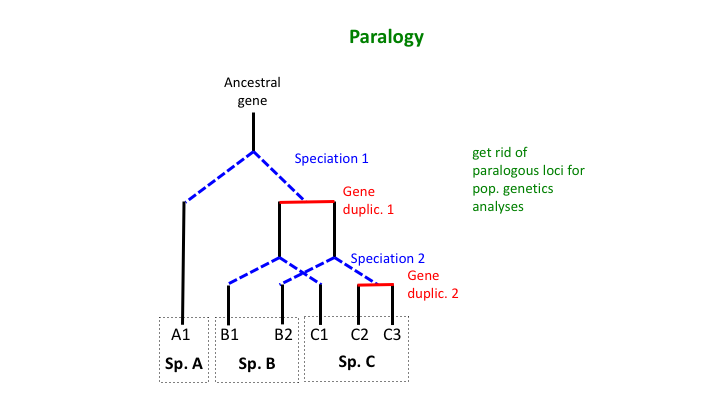 Paralogy
Ancestral
gene
Speciation 1
get rid of
paralogous loci for
pop. genetics
analyses
Gene
duplic. 1
Speciation 2
Gene
duplic. 2
A1 B1 B2 C1 C2 C3
Sp. A Sp. B Sp. C